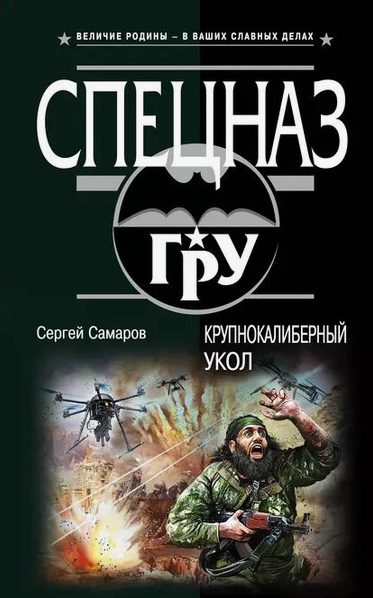 ВЕЛИЧИЕ РОДИНЫ – В ВАШИХ СЛАВНЫХ ДЕЛАХ
СПЕЦНАЗ
ГРУ
Сергей Самаров
КРУПНОКАЛИБЕРНЫЙ
УКОЛ